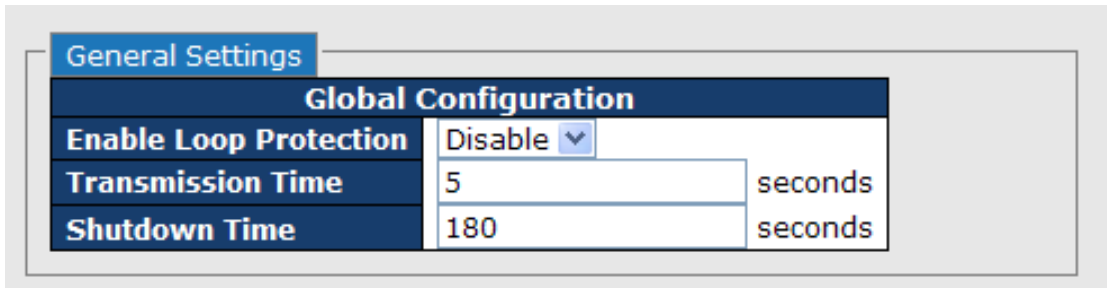 General Settings
Global Configuration
Enable Loop Protection Disable
Transmission Time 5 seconds
Shutdown Time 180 seconds